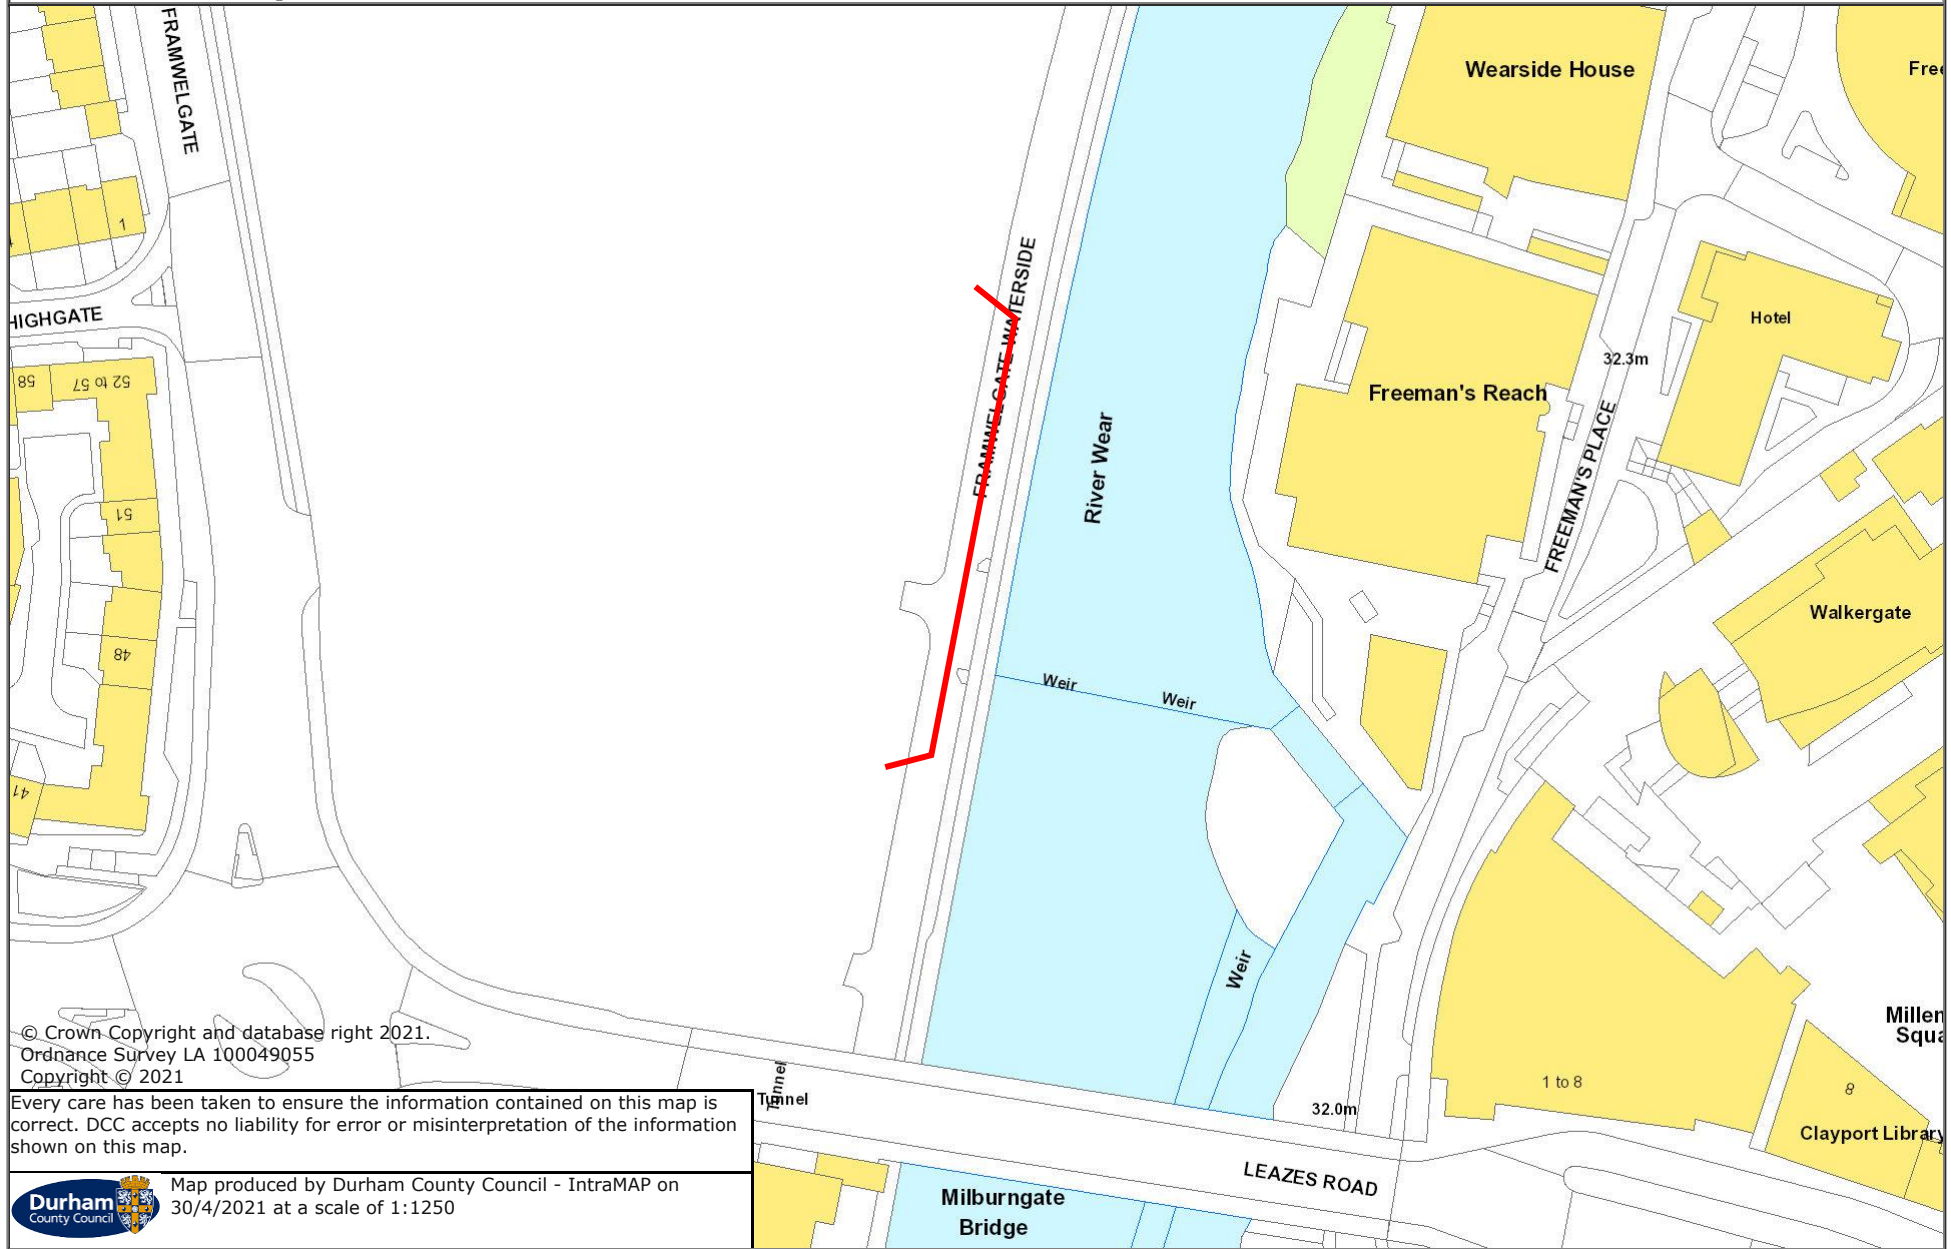 FRAMWELGATE
Wearside House
Free
1
HIGHGATE
FRAMWELGATE WATERSIDE
Hotel
32.3m
58
52 to 57
Freeman's Reach
FREEMAN'S PLACE
River Wear
51
Walkergate
48
Weir
Weir
41
Weir
© Crown Copyright and database right 2021.
Ordnance Survey LA 100049055
Copyright © 2021
Millen
Squa
Tunnel
Tunnel
1 to 8
8
32.0m
Clayport Library
Every care has been taken to ensure the information contained on this map is
correct. DCC accepts no liability for error or misinterpretation of the information
shown on this map.
LEAZES ROAD
Milburngate
Bridge
Durham
County Council
Map produced by Durham County Council - IntraMAP on
30/4/2021 at a scale of 1:1250